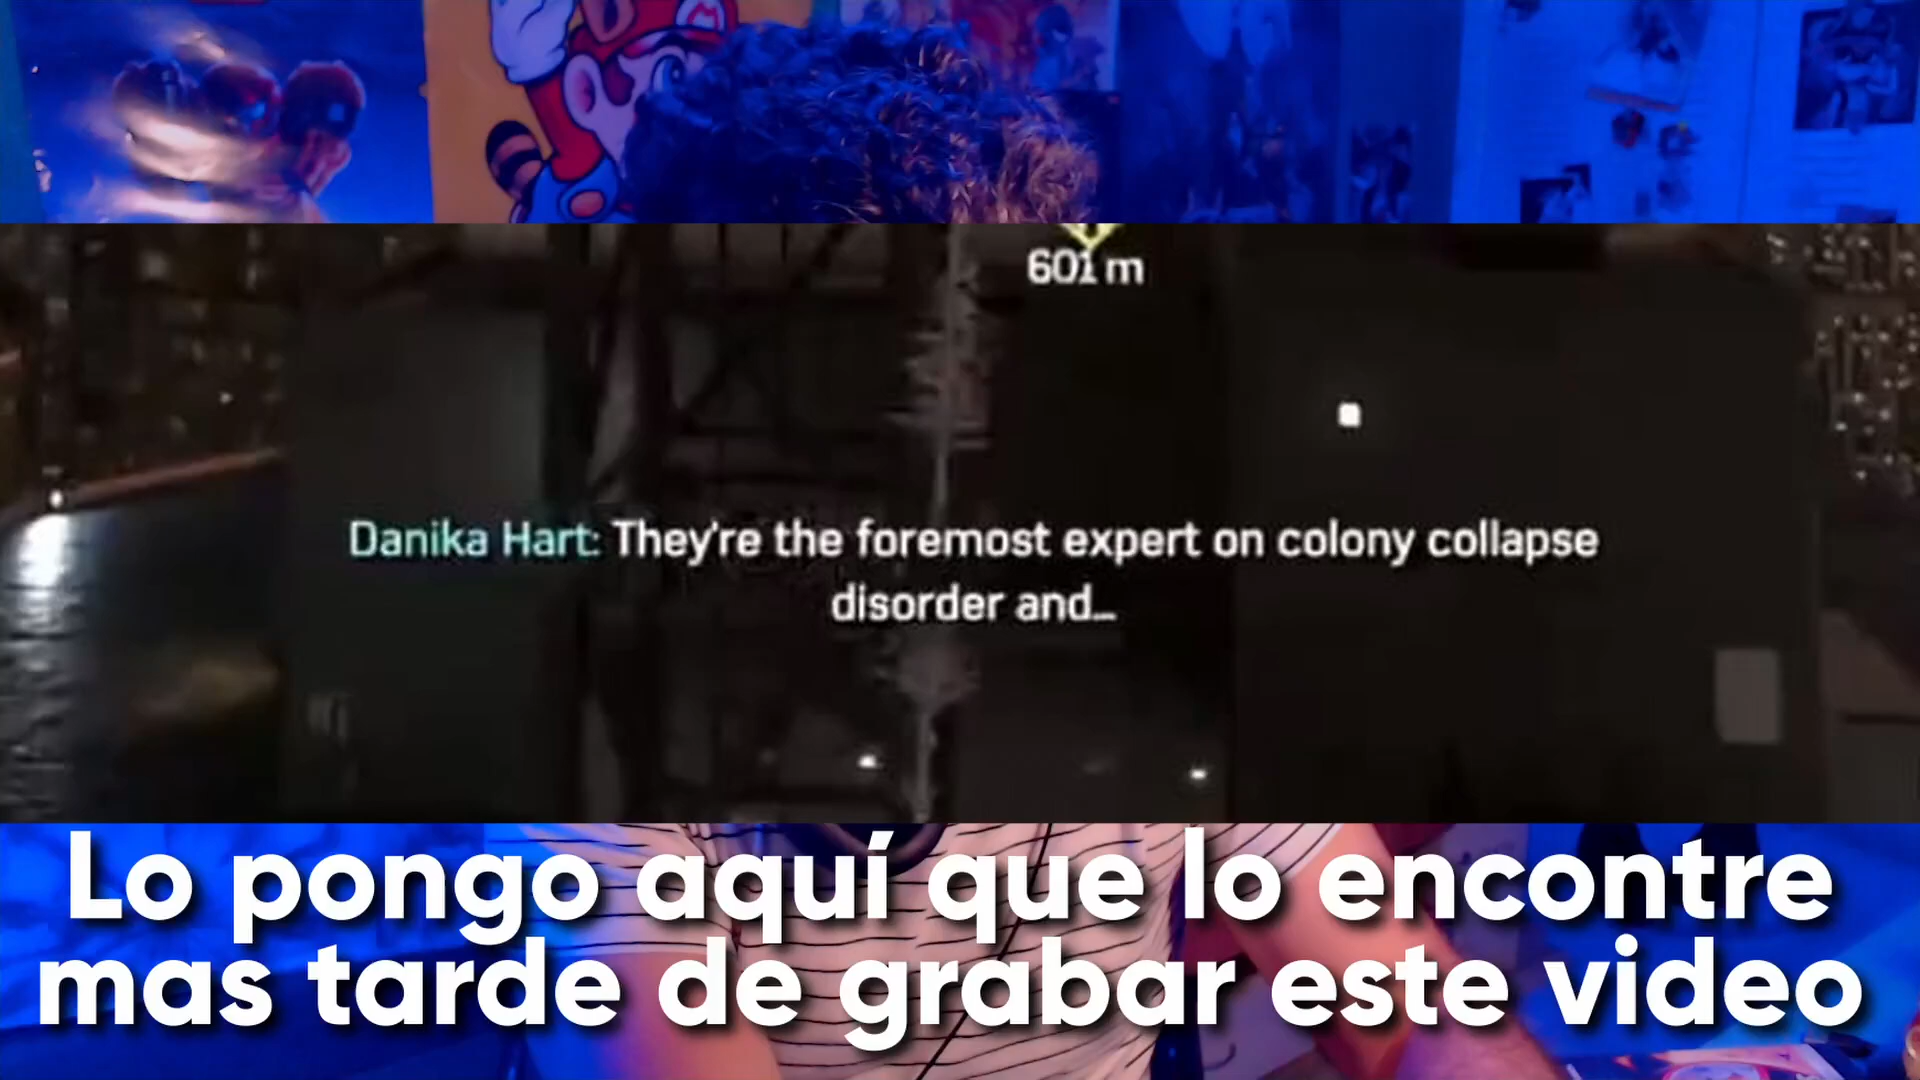 601 m
Danika Hart: They're the foremost expert on colony collapse
disorder and...
Lo pongo aquí que lo encontre
mas tarde de grabar este video